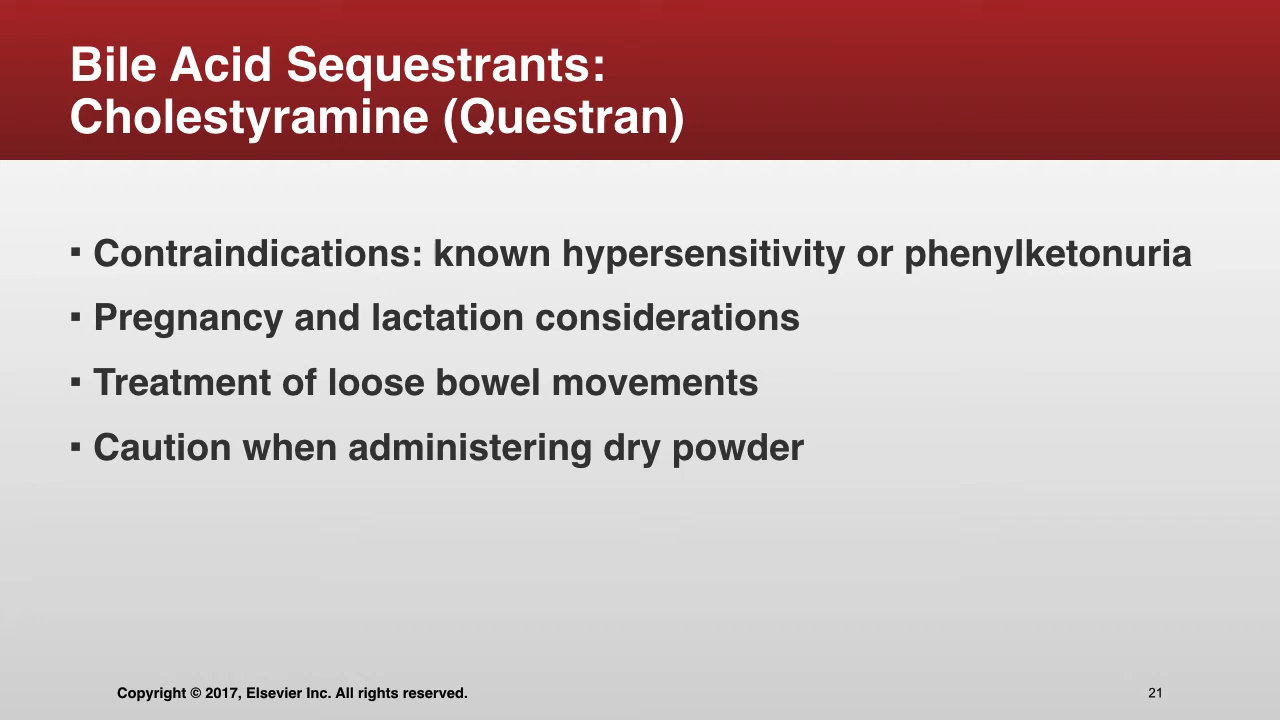 Bile Acid Sequestrants:
Cholestyramine (Questran)
▪ Contraindications: known hypersensitivity or phenylketonuria
▪ Pregnancy and lactation considerations
▪ Treatment of loose bowel movements
▪ Caution when administering dry powder
Copyright © 2017, Elsevier Inc. All rights reserved.
21